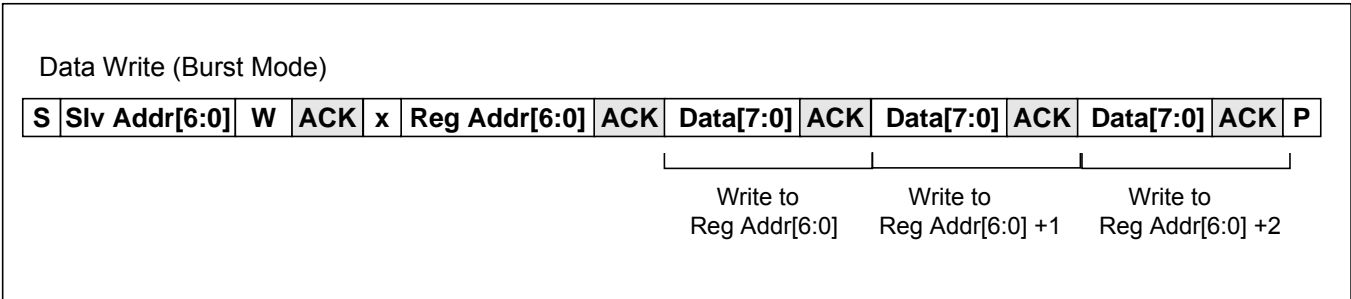 Data Write (Burst Mode)
S Slv Addr[6:0] W ACK x Reg Addr[6:0] ACK Data[7:0] ACK Data[7:0] ACK Data[7:0] ACK P
Write to Write to Write to
Reg Addr[6:0] Reg Addr[6:0] +1 Reg Addr[6:0] +2